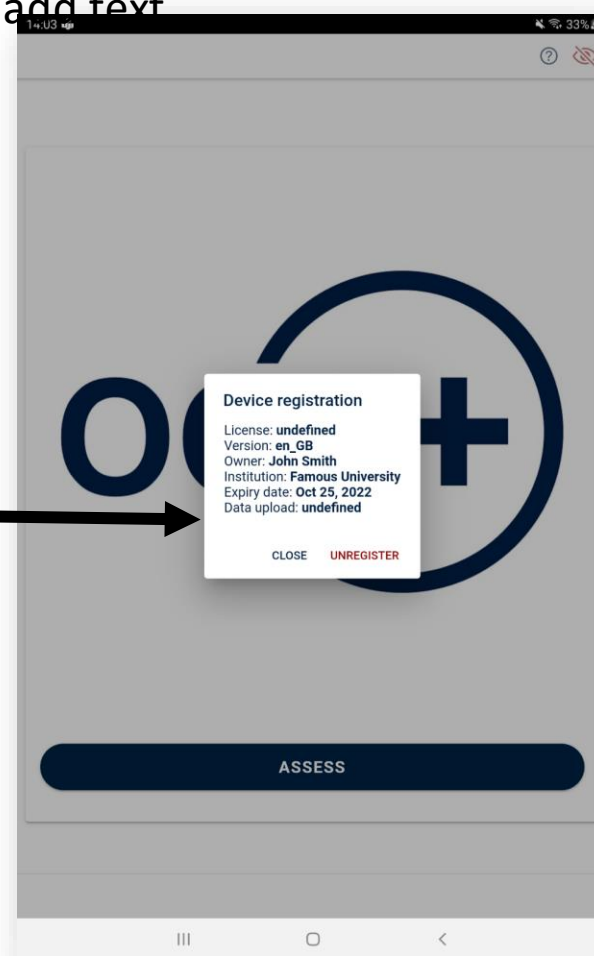 add text
14:03
33%
Device registration
License: undefined
Version: en_GB
Owner: John Smith
Institution: Famous University
Expiry date: Oct 25, 2022
Data upload: undefined
CLOSE UNREGISTER
+
ASSESS